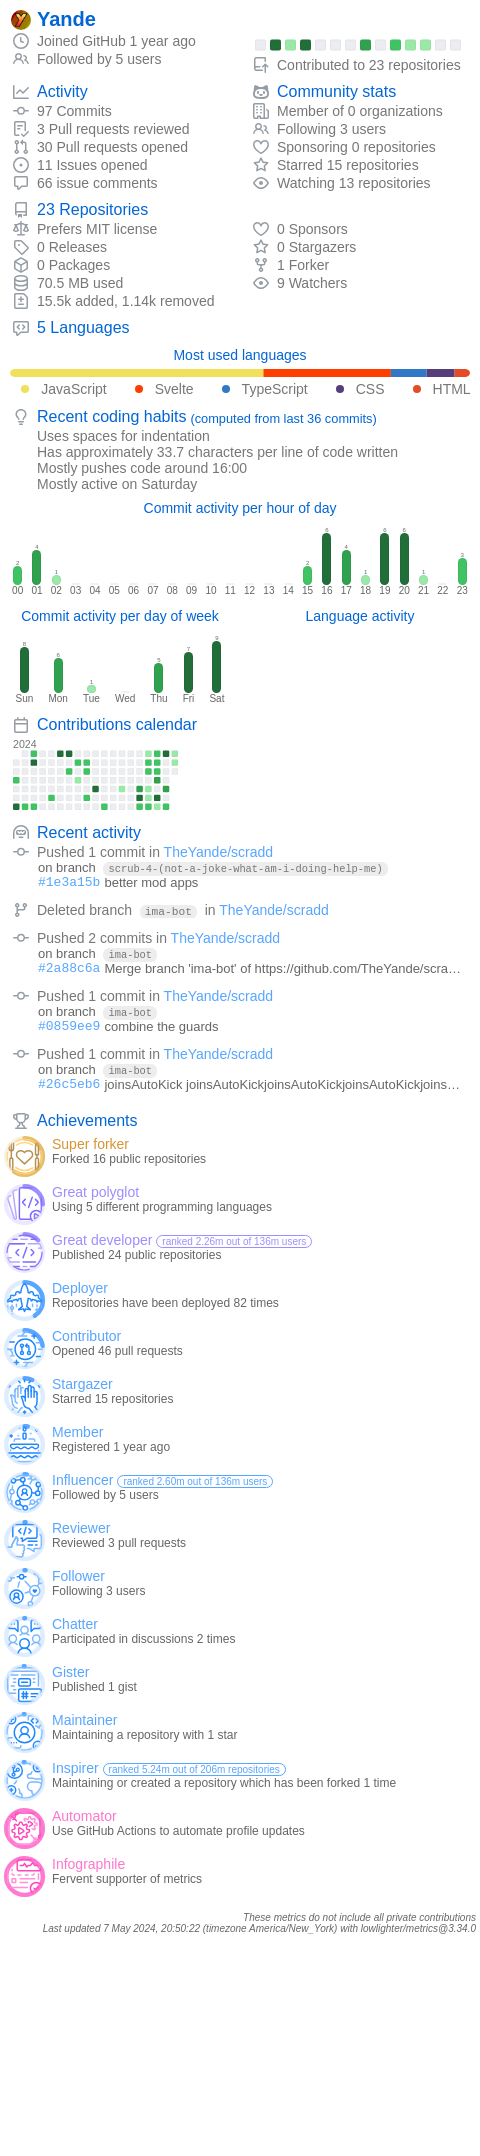 Yande
Joined GitHub 1 year ago
Followed by 5 users
Contributed to 23 repositories
Activity
97 Commits
3 Pull requests reviewed
30 Pull requests opened
11 Issues opened
66 issue comments
Community stats
Member of 0 organizations
Following 3 users
Sponsoring 0 repositories
Starred 15 repositories
Watching 13 repositories
23 Repositories
Prefers MIT license
0 Releases
0 Packages
70.5 MB used
15.5k added, 1.14k removed
0 Sponsors
0 Stargazers
1 Forker
9 Watchers
5 Languages
Most used languages
JavaScript Svelte TypeScript CSS HTML
Recent coding habits (computed from last 36 commits)
Uses spaces for indentation
Has approximately 33.7 characters per line of code written
Mostly pushes code around 16:00
Mostly active on Saturday
Commit activity per hour of day
2 4 1 2 6 4 1 6 6 1 3
00 01 02 03 04 05 06 07 08 09 10 11 12 13 14 15 16 17 18 19 20 21 22 23
Commit activity per day of week
8 6 1 5 7 9
Sun Mon Tue Wed Thu Fri Sat
Language activity
Contributions calendar
2024
Recent activity
Pushed 1 commit in TheYande/scradd
on branch scrub-4-(not-a-joke-what-am-i-doing-help-me)
#1e3a15b better mod apps
Deleted branch ima-bot in TheYande/scradd
Pushed 2 commits in TheYande/scradd
on branch ima-bot
#2a88c6a Merge branch 'ima-bot' of https://github.com/TheYande/scra…
Pushed 1 commit in TheYande/scradd
on branch ima-bot
#0859ee9 combine the guards
Pushed 1 commit in TheYande/scradd
on branch ima-bot
#26c5eb6 joinsAutoKick joinsAutoKickjoinsAutoKickjoinsAutoKickjoins…
Achievements
Super forker
Forked 16 public repositories
Great polyglot
Using 5 different programming languages
Great developer ranked 2.26m out of 136m users
Published 24 public repositories
Deployer
Repositories have been deployed 82 times
Contributor
Opened 46 pull requests
Stargazer
Starred 15 repositories
Member
Registered 1 year ago
Influencer ranked 2.60m out of 136m users
Followed by 5 users
Reviewer
Reviewed 3 pull requests
Follower
Following 3 users
Chatter
Participated in discussions 2 times
Gister
Published 1 gist
Maintainer
Maintaining a repository with 1 star
Inspirer ranked 5.24m out of 206m repositories
Maintaining or created a repository which has been forked 1 time
Automator
Use GitHub Actions to automate profile updates
Infographile
Fervent supporter of metrics
These metrics do not include all private contributions
Last updated 7 May 2024, 20:50:22 (timezone America/New_York) with lowlighter/metrics@3.34.0